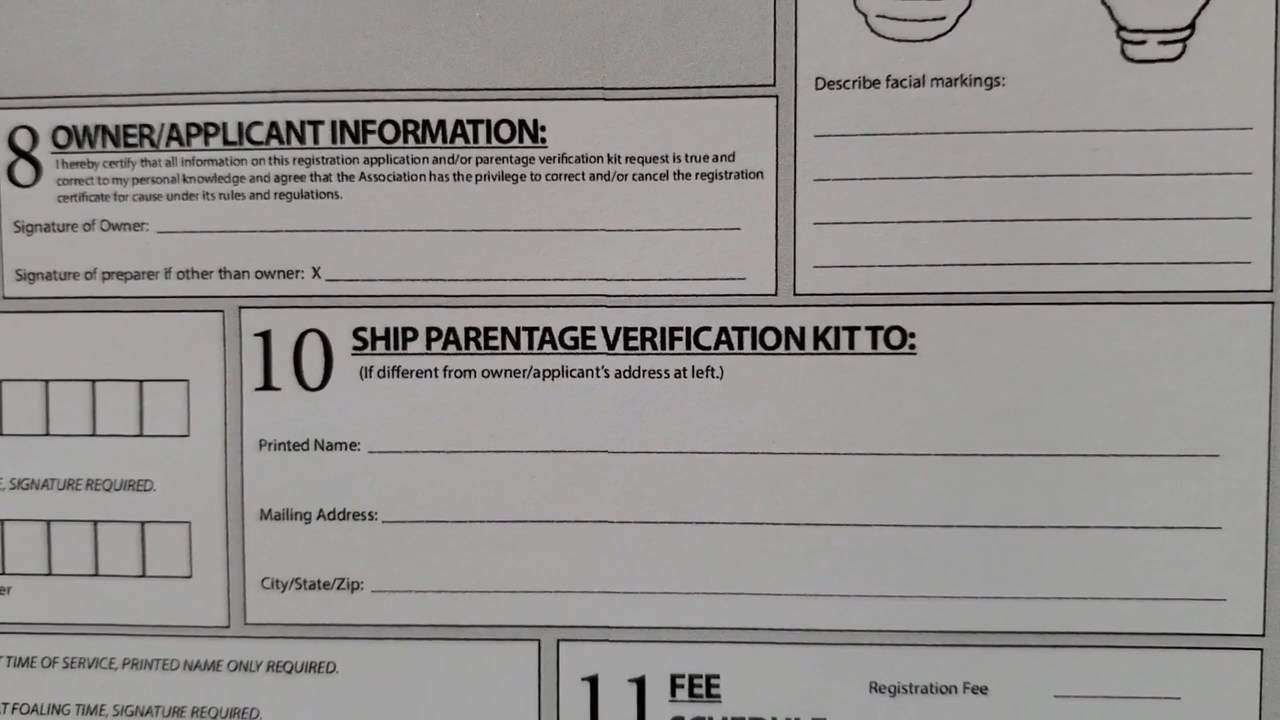 Describe facial markings:
8 OWNER/APPLICANT INFORMATION:
I hereby certify that all information on this registration application and/or parentage verification kit request is true and
correct to my personal knowledge and agree that the Association has the privilege to correct and/or cancel the registration
certificate for cause under its rules and regulations.
Signature of Owner:
Signature of preparer if other than owner: X
10 SHIP PARENTAGE VERIFICATION KIT TO:
(If different from owner/applicant's address at left.)
Printed Name:
Mailing Address:
City/State/Zip:
, SIGNATURE REQUIRED.
er
TIME OF SERVICE, PRINTED NAME ONLY REQUIRED.
AT FOALING TIME, SIGNATURE REQUIRED.
11 FEE
SCHEDULE
Registration Fee